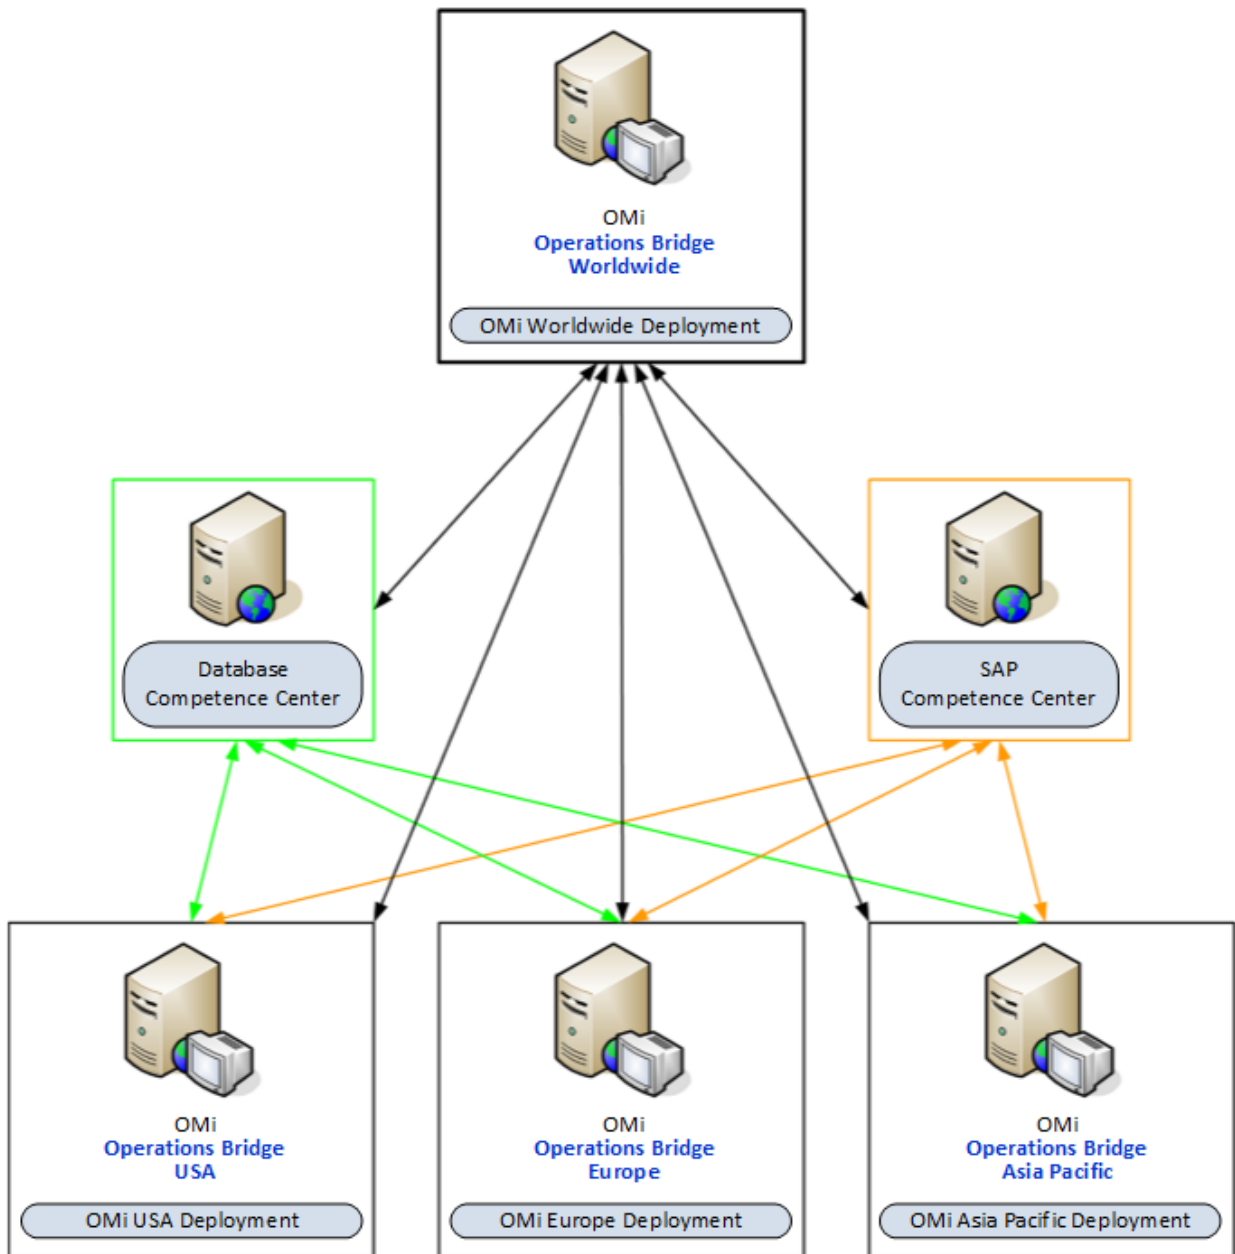 OMi
Operations Bridge
Worldwide
OMi Worldwide Deployment
Database
Competence Center
SAP
Competence Center
OMi
Operations Bridge
USA
OMi USA Deployment
OMi
Operations Bridge
Europe
OMi Europe Deployment
OMi
Operations Bridge
Asia Pacific
OMi Asia Pacific Deployment